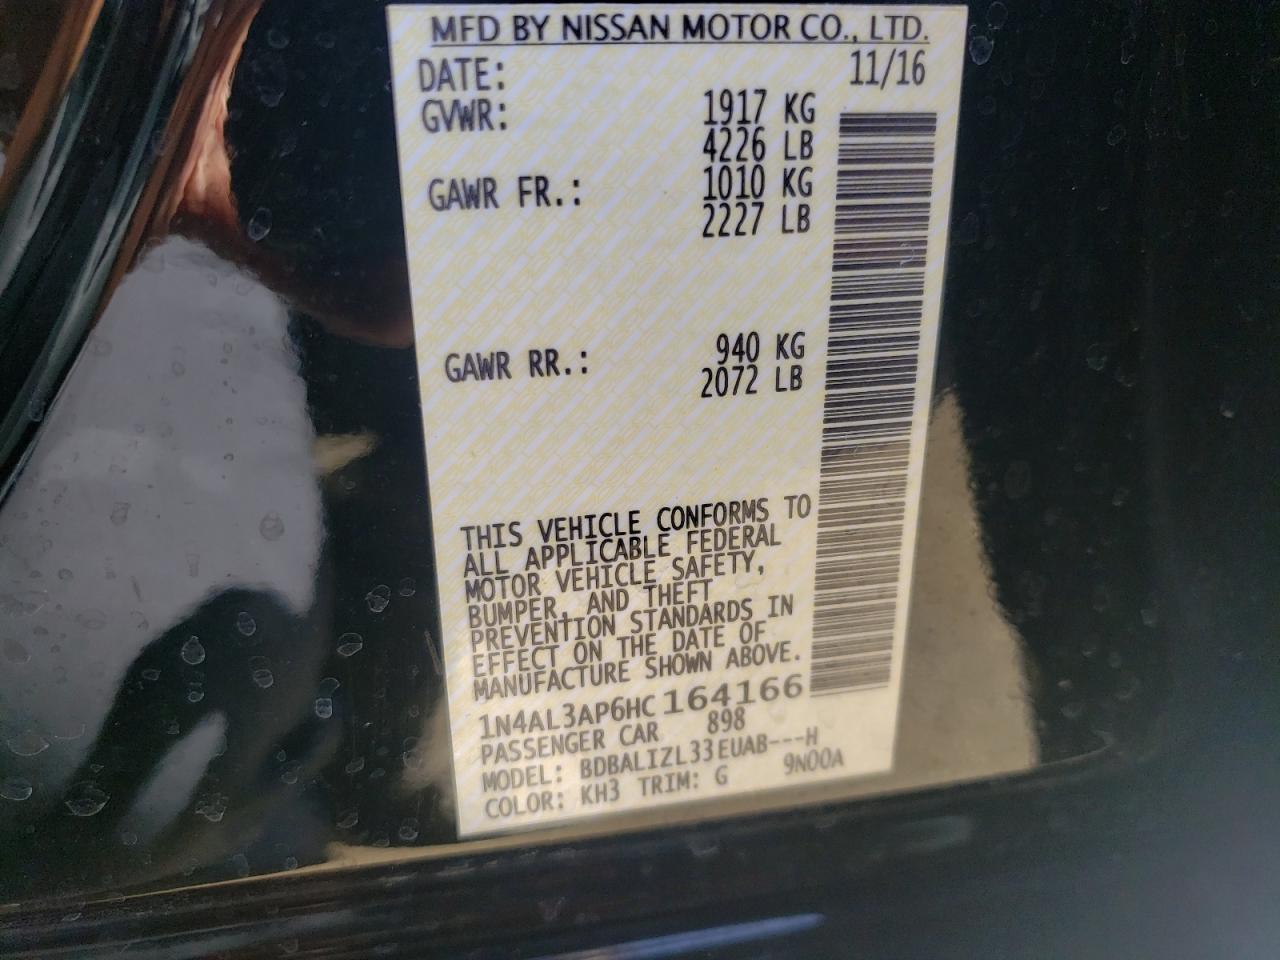 MFD BY NISSAN MOTOR CO., LTD.
DATE: 11/16
GVWR: 1917 KG
4226 LB
GAWR FR.: 1010 KG
2227 LB
GAWR RR.: 940 KG
2072 LB
THIS VEHICLE CONFORMS TO
ALL APPLICABLE FEDERAL
MOTOR VEHICLE SAFETY,
BUMPER, AND THEFT
PREVENTION STANDARDS IN
EFFECT ON THE DATE OF
MANUFACTURE SHOWN ABOVE.
1N4AL3AP6HC164166
PASSENGER CAR 898
MODEL: BDBALIZL33EUAB---H
COLOR: KH3 TRIM: G 9N00A